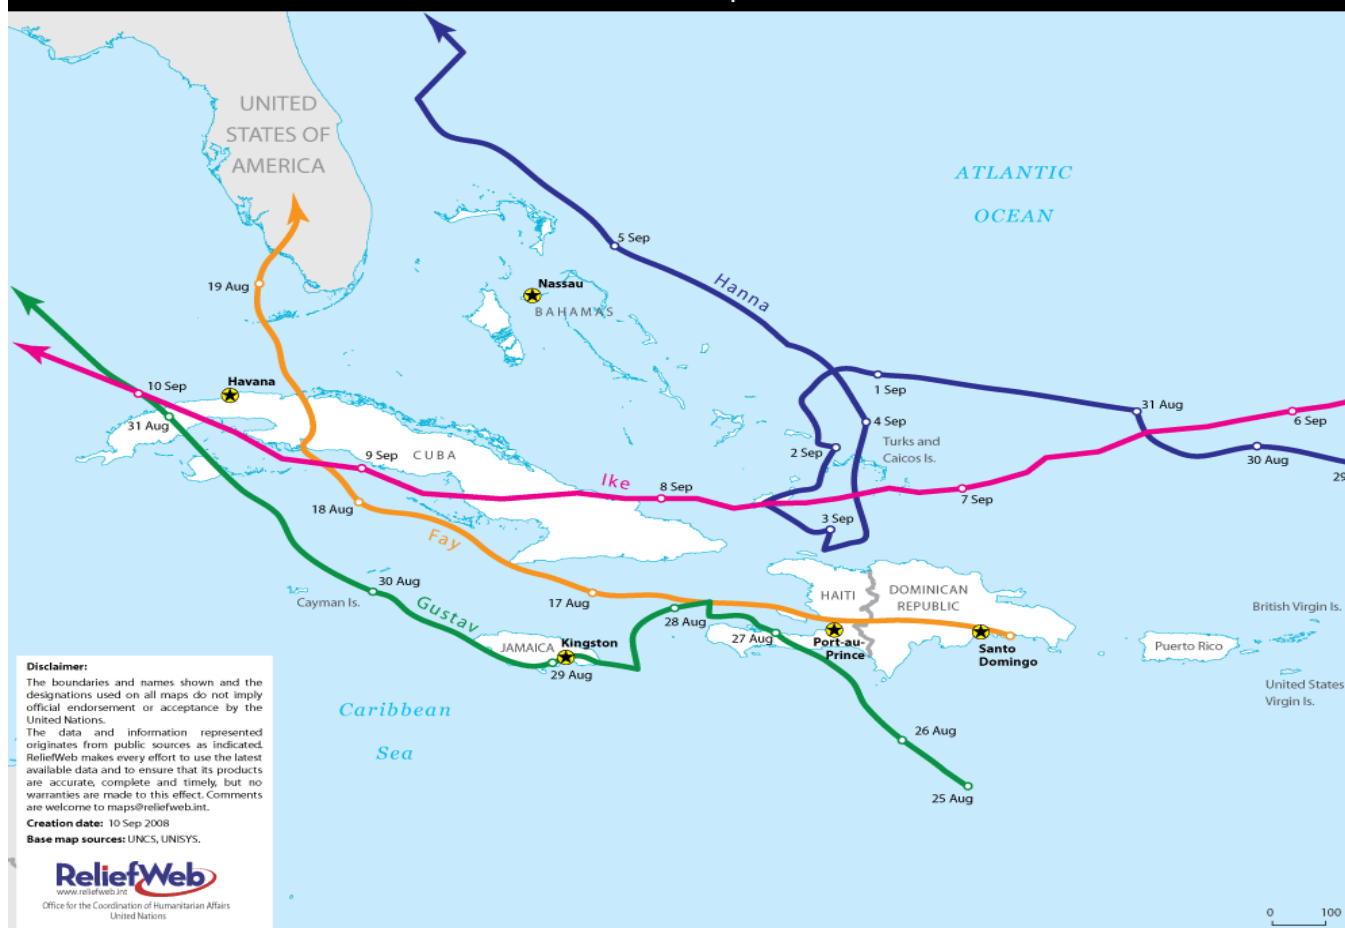 UNITED
STATES OF
AMERICA
ATLANTIC
OCEAN
5 Sep
Hanna
19 Aug
Nassau
BAHAMAS
10 Sep
Havana
1 Sep
31 Aug
6 Sep
31 Aug
4 Sep
Turks and
Caicos Is.
2 Sep
30 Aug
9 Sep
CUBA
29
Ike
8 Sep
7 Sep
18 Aug
3 Sep
Fay
30 Aug
Cayman Is.
Gustav
17 Aug
HAITI
DOMINICAN
REPUBLIC
British Virgin Is.
28 Aug
27 Aug
Port-au-
Prince
Santo
Domingo
Puerto Rico
JAMAICA
Kingston
29 Aug
United States
Virgin Is.
Caribbean
Sea
26 Aug
25 Aug
Disclaimer:
The boundaries and names shown and the
designations used on all maps do not imply
official endorsement or acceptance by the
United Nations.
The data and information represented
originates from public sources as indicated.
ReliefWeb makes every effort to use the latest
available data and to ensure that its products
are accurate, complete and timely, but no
warranties are made to this effect. Comments
are welcome to maps@reliefweb.int.
Creation date: 10 Sep 2008
Base map sources: UNCS, UNISYS.
ReliefWeb
www.reliefweb.int
Office for the Coordination of Humanitarian Affairs
United Nations
0 100